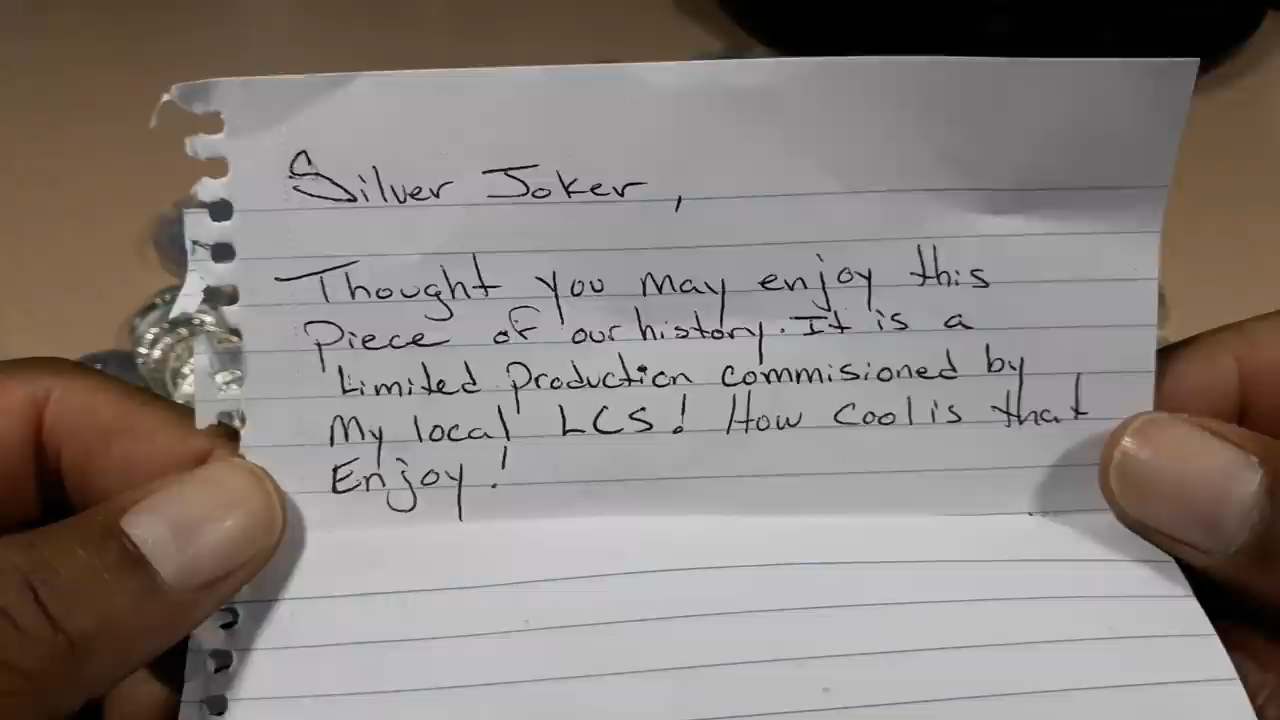 Silver Joker,
Thought you may enjoy this
Piece of our history. It is a
Limited Production commisioned by
My local LCS! How cool is that
Enjoy!